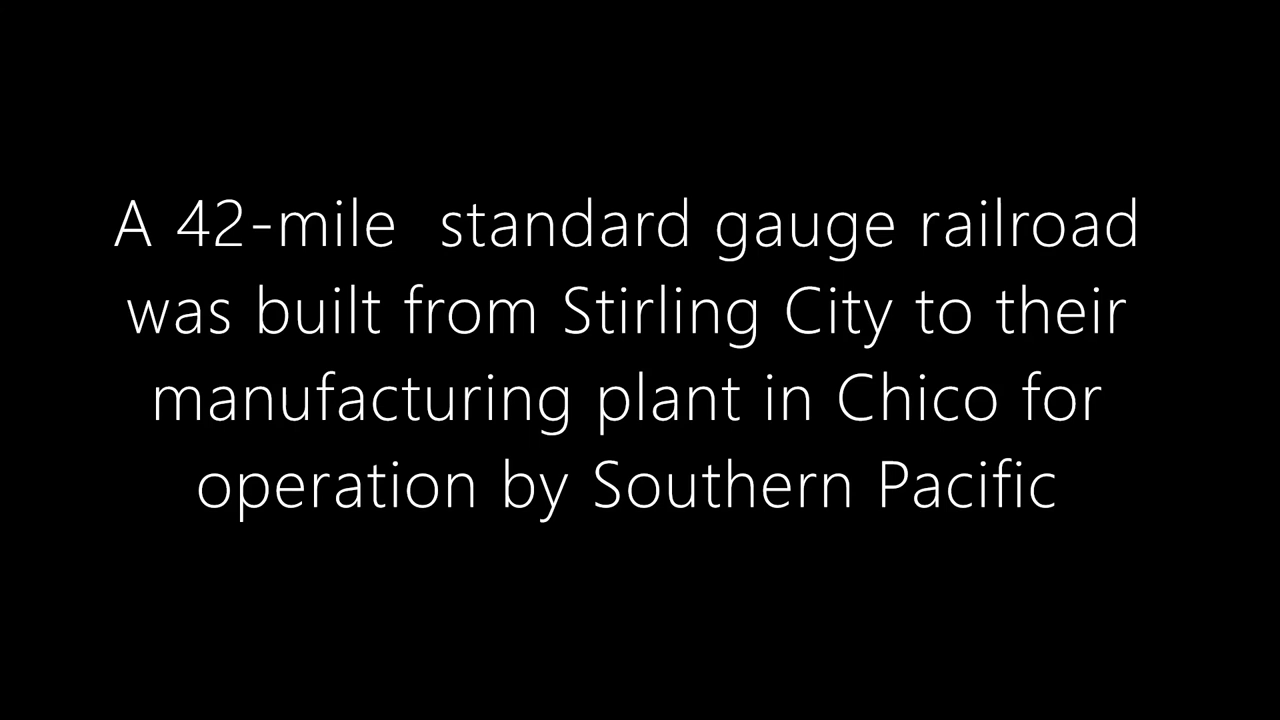 A 42-mile  standard gauge railroad
was built from Stirling City to their
manufacturing plant in Chico for
operation by Southern Pacific